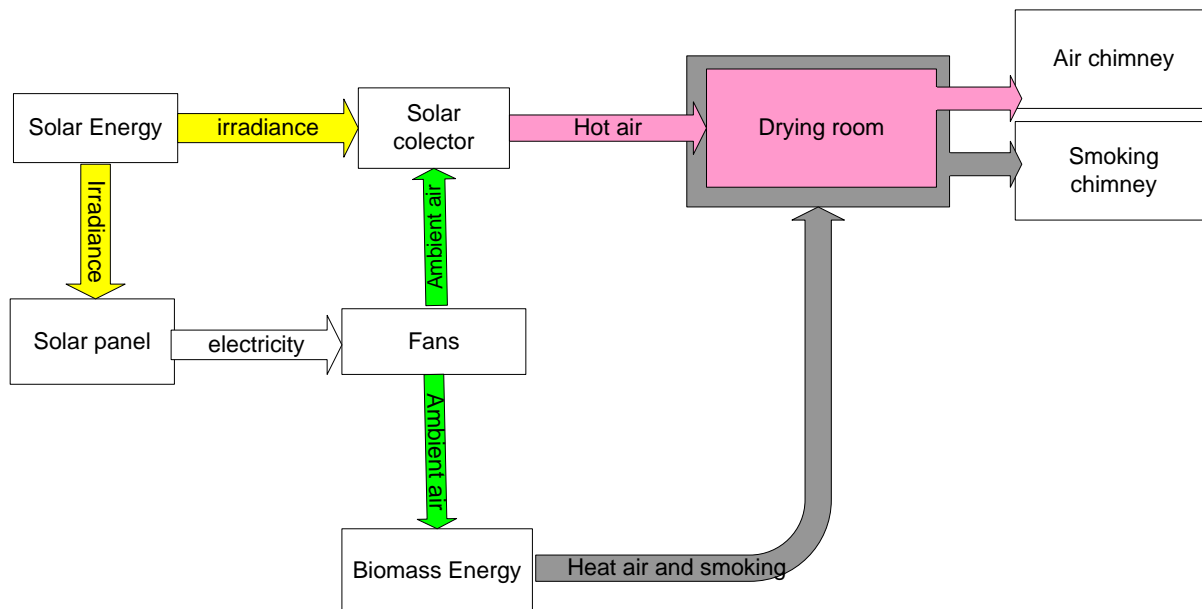 Air chimney
Solar Energy
irradiance
Solar
colector
Hot air
Drying room
Smoking
chimney
Irradiance
Ambient air
Solar panel
electricity
Fans
Ambient air
Biomass Energy
Heat air and smoking